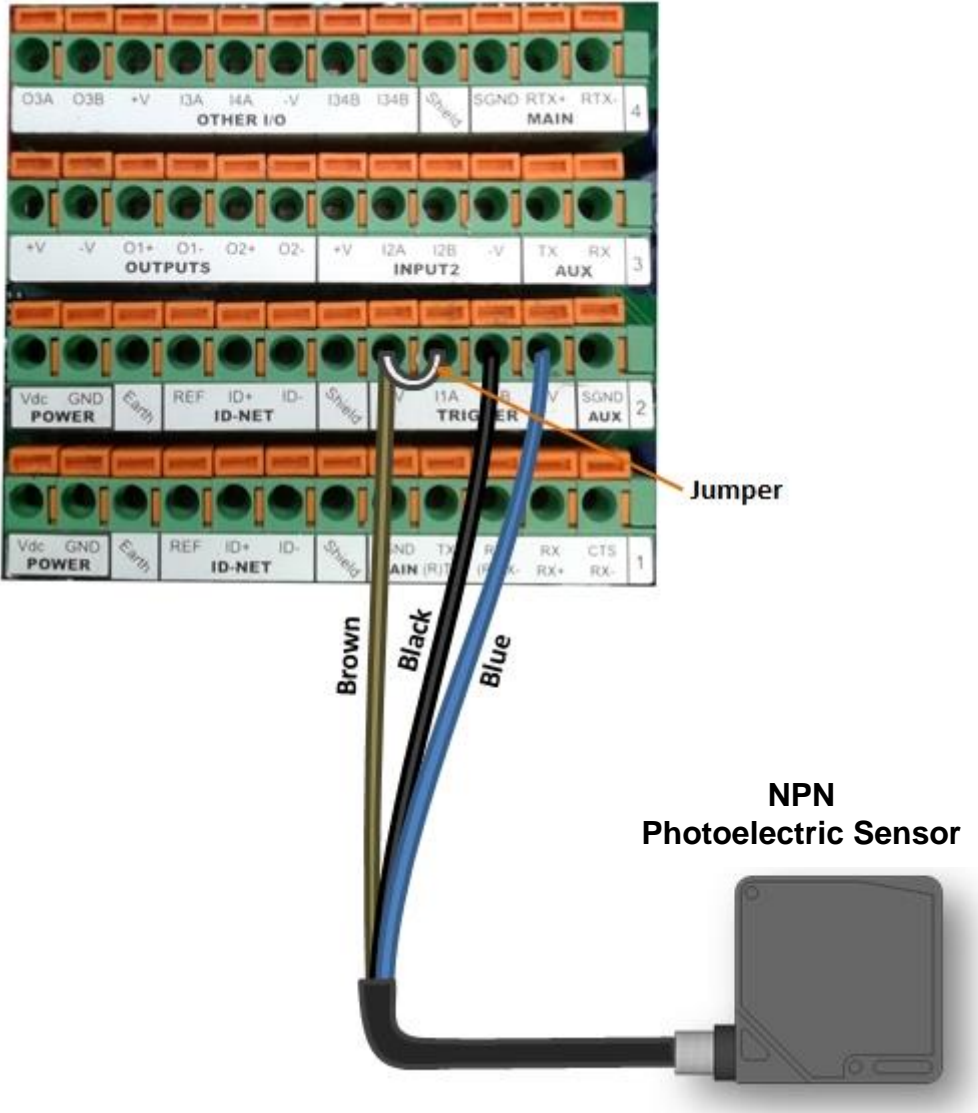 O3A O3B +V I3A I4A -V I34B I34B Shield SGND RTX+ RTX-
OTHER I/O MAIN 4
+V -V O1+ O1- O2+ O2- +V I2A I2B -V TX RX
OUTPUTS INPUT2 AUX 3
Vdc GND Earth REF ID+ ID- Shield V I1A B V SGND
POWER ID-NET TRIGGER AUX 2
Jumper
Vdc GND Earth REF ID+ ID- Shield ND TX R RX CTS
POWER ID-NET AIN (R)T X- RX+ RX- 1
Brown
Black
Blue
NPN
Photoelectric Sensor